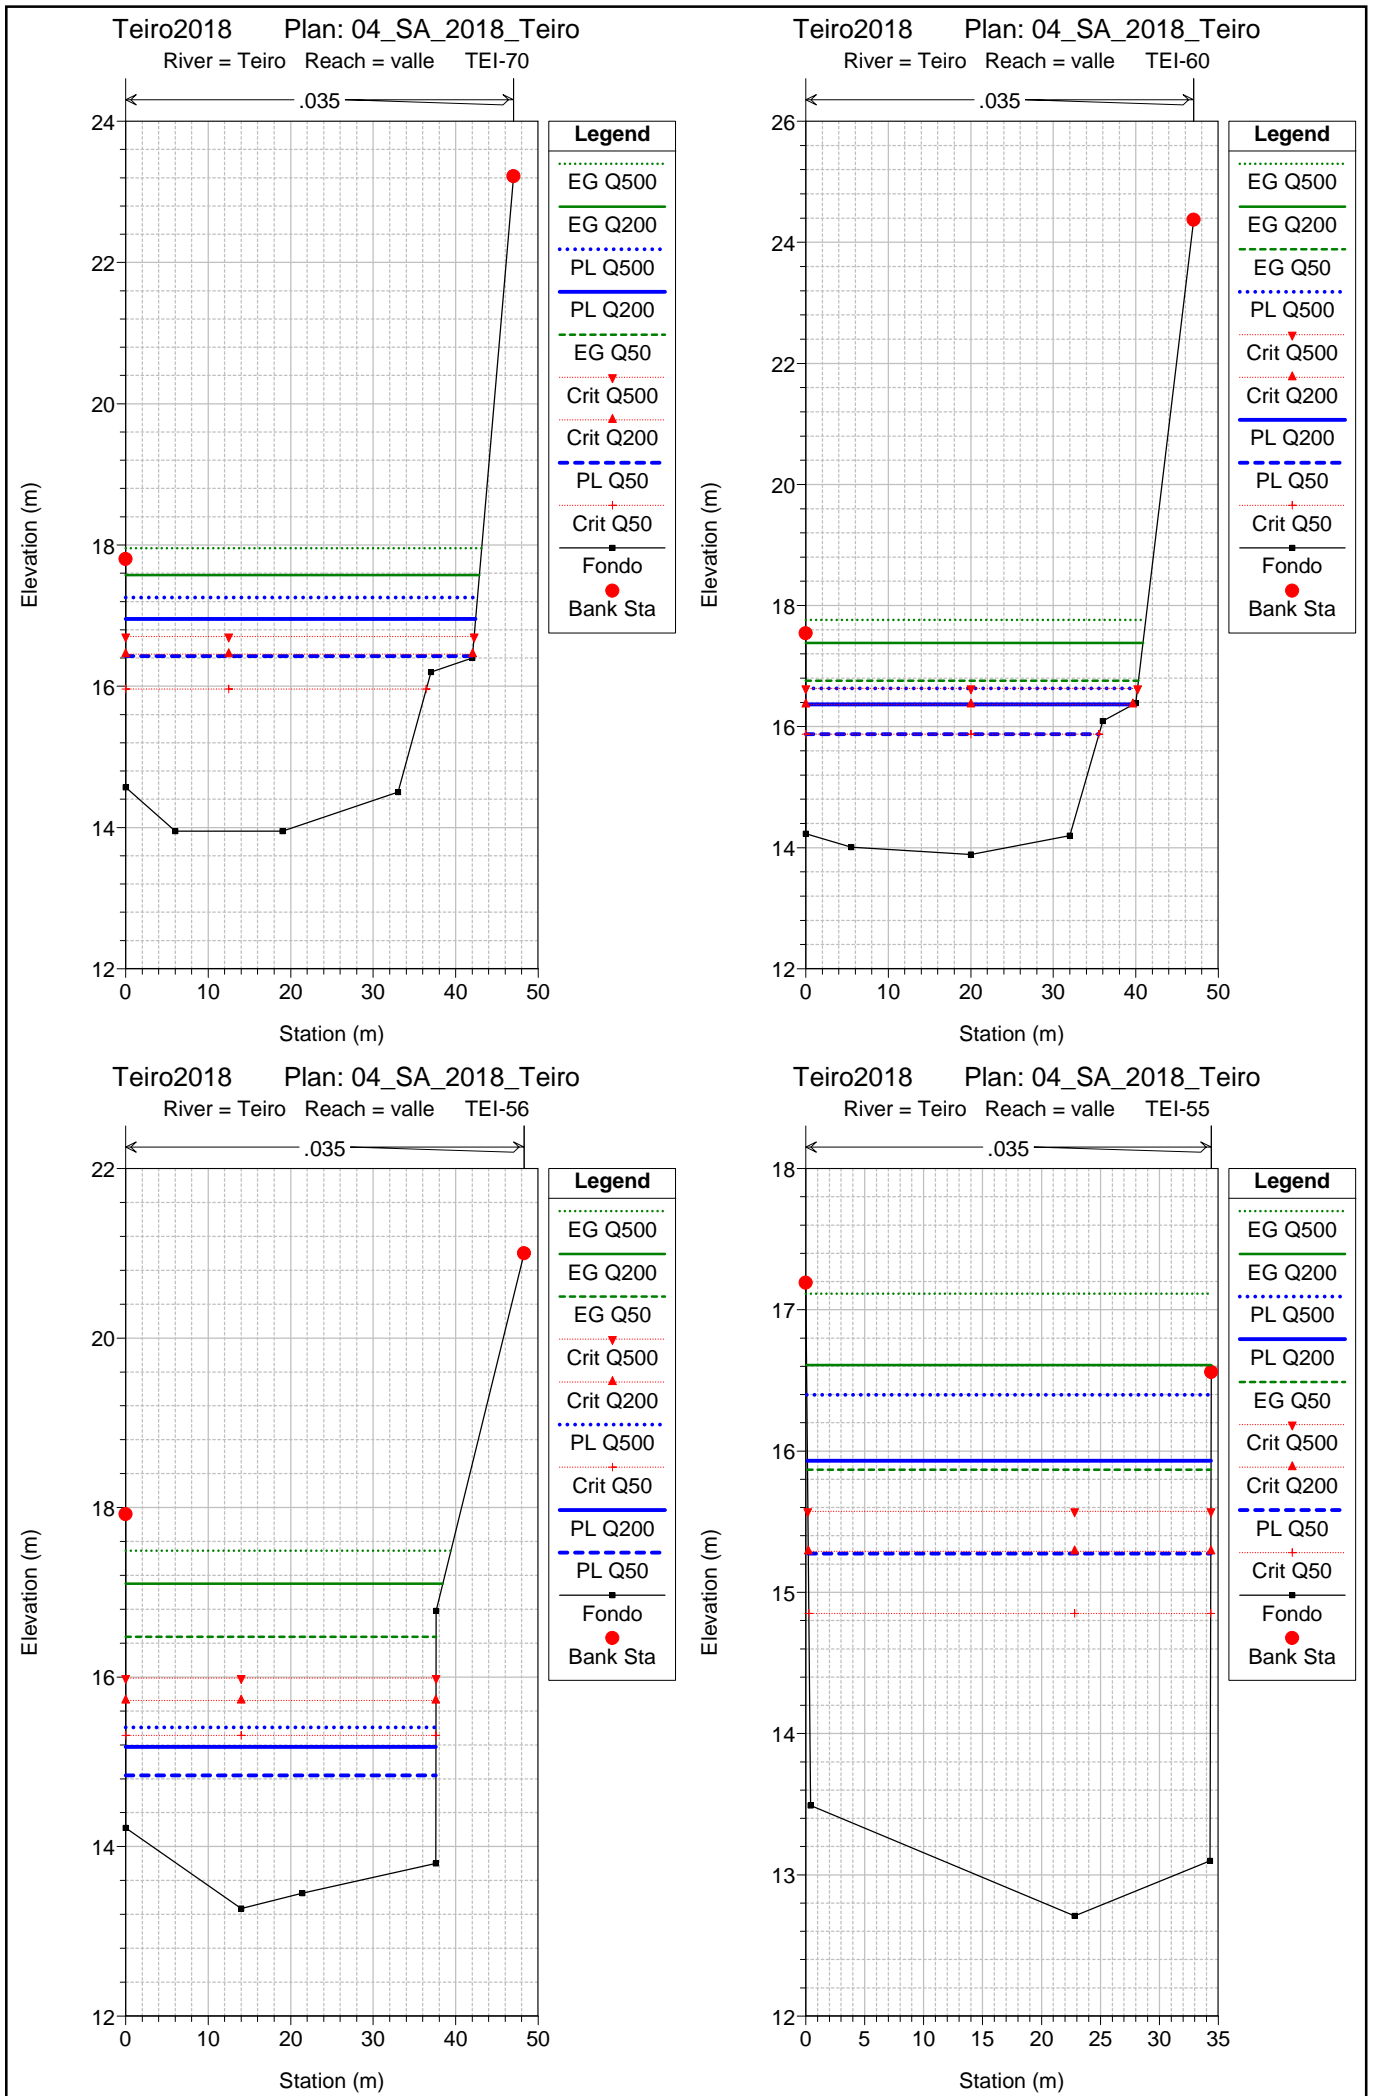 Teiro2018 Plan: 04_SA_2018_Teiro
River = Teiro Reach = valle TEI-70
.035
24
22
20
18
16
14
12
Elevation (m)
0 10 20 30 40 50
Station (m)
Legend
EG Q500
EG Q200
PL Q500
PL Q200
EG Q50
Crit Q500
Crit Q200
PL Q50
Crit Q50
Fondo
Bank Sta
Teiro2018 Plan: 04_SA_2018_Teiro
River = Teiro Reach = valle TEI-60
.035
26
24
22
20
18
16
14
12
Elevation (m)
0 10 20 30 40 50
Station (m)
Legend
EG Q500
EG Q200
EG Q50
PL Q500
Crit Q500
Crit Q200
PL Q200
PL Q50
Crit Q50
Fondo
Bank Sta
Teiro2018 Plan: 04_SA_2018_Teiro
River = Teiro Reach = valle TEI-56
.035
22
20
18
16
14
12
Elevation (m)
0 10 20 30 40 50
Station (m)
Legend
EG Q500
EG Q200
EG Q50
Crit Q500
Crit Q200
PL Q500
Crit Q50
PL Q200
PL Q50
Fondo
Bank Sta
Teiro2018 Plan: 04_SA_2018_Teiro
River = Teiro Reach = valle TEI-55
.035
18
17
16
15
14
13
12
Elevation (m)
0 5 10 15 20 25 30 35
Station (m)
Legend
EG Q500
EG Q200
PL Q500
PL Q200
EG Q50
Crit Q500
Crit Q200
PL Q50
Crit Q50
Fondo
Bank Sta